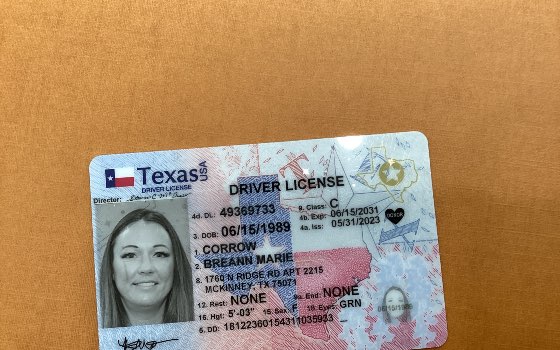 Texas USA
DRIVER LICENSE
Director:
DRIVER LICENSE
4d. DL: 49369733 9. Class: C
4b. Exp: 06/15/2031
3. DOB: 06/15/1989 4a. Iss: 05/31/2023
DONOR
1. CORROW
2. BREANN MARIE
8. 1760 N RIDGE RD APT 2215
MCKINNEY, TX 75071
12. Rest: NONE 9a. End: NONE
16. Hgt: 5'-03" 15. Sex: F 18. Eyes: GRN
5. DD: 16122360154311035933